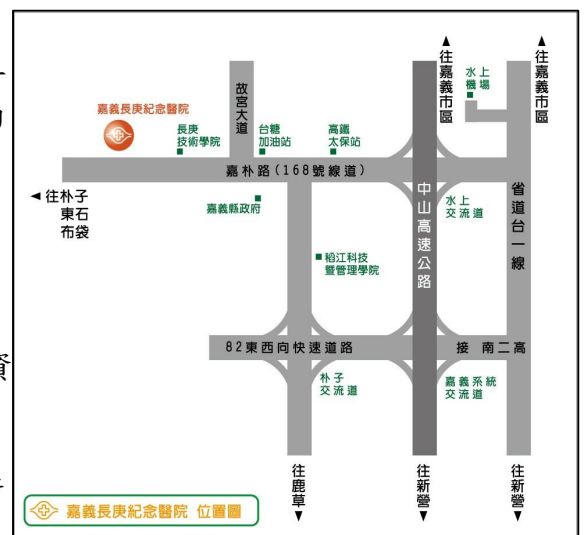 往嘉義市區
往嘉義市區
水上
機場
故宮大道
嘉義長庚紀念醫院
長庚
技術學院
台糖
加油站
高鐵
太保站
嘉朴路(168號線道)
往朴子
東石
布袋
嘉義縣政府
中山高速公路
水上
交流道
省道台一線
稻江科技
暨管理學院
82東西向快速道路
接 南二高
朴子
交流道
嘉義系統
交流道
往鹿草
往新營
往新營
嘉義長庚紀念醫院 位置圖